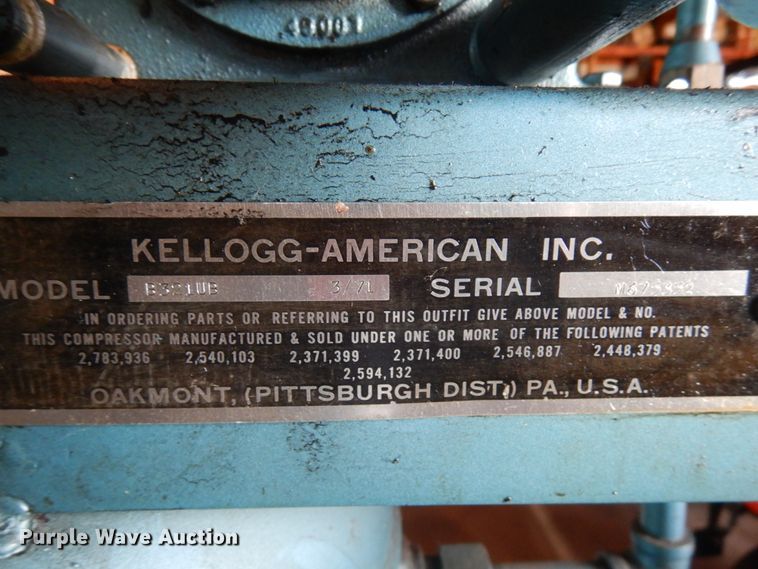 KELLOGG-AMERICAN INC.
MODEL B321UB 3/71 SERIAL
IN ORDERING PARTS OR REFERRING TO THIS OUTFIT GIVE ABOVE MODEL & NO.
THIS COMPRESSOR MANUFACTURED & SOLD UNDER ONE OR MORE OF THE FOLLOWING PATENTS
2,783,936 2,540,103 2,371,399 2,371,400 2,546,887 2,448,379
2,594,132
OAKMONT, (PITTSBURGH DIST.) PA., U.S.A.
Purple Wave Auction